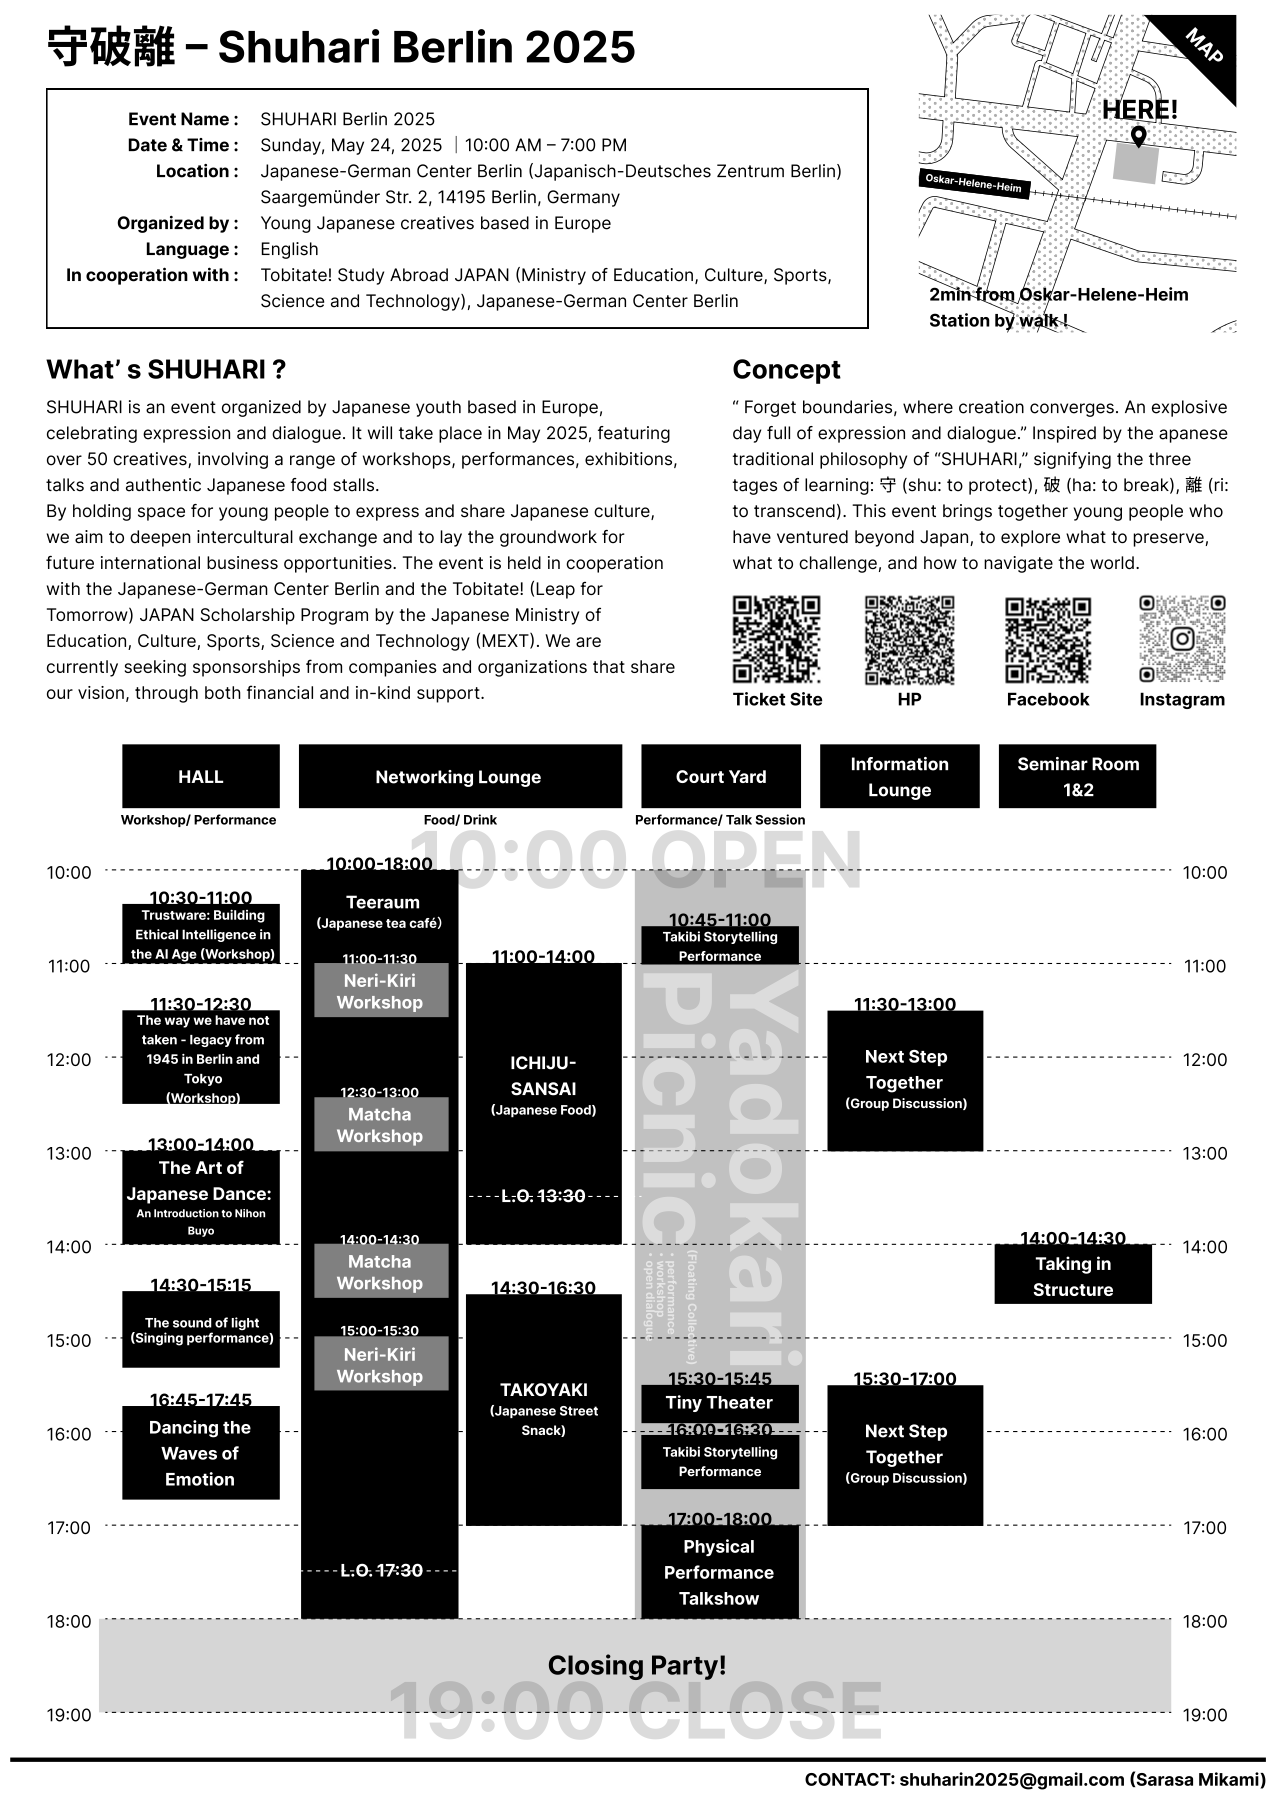 守破離 – Shuhari Berlin 2025
Event Name : SHUHARI Berlin 2025
Date & Time : Sunday, May 24, 2025 | 10:00 AM – 7:00 PM
Location : Japanese-German Center Berlin (Japanisch-Deutsches Zentrum Berlin)
Saargemünder Str. 2, 14195 Berlin, Germany
Organized by : Young Japanese creatives based in Europe
Language : English
In cooperation with : Tobitate! Study Abroad JAPAN (Ministry of Education, Culture, Sports,
Science and Technology), Japanese-German Center Berlin
MAP
HERE!
Oskar-Helene-Heim
2min from Oskar-Helene-Heim
Station by walk !
What' s SHUHARI ?
SHUHARI is an event organized by Japanese youth based in Europe,
celebrating expression and dialogue. It will take place in May 2025, featuring
over 50 creatives, involving a range of workshops, performances, exhibitions,
talks and authentic Japanese food stalls.
By holding space for young people to express and share Japanese culture,
we aim to deepen intercultural exchange and to lay the groundwork for
future international business opportunities. The event is held in cooperation
with the Japanese-German Center Berlin and the Tobitate! (Leap for
Tomorrow) JAPAN Scholarship Program by the Japanese Ministry of
Education, Culture, Sports, Science and Technology (MEXT). We are
currently seeking sponsorships from companies and organizations that share
our vision, through both financial and in-kind support.
Concept
“ Forget boundaries, where creation converges. An explosive
day full of expression and dialogue.” Inspired by the apanese
traditional philosophy of “SHUHARI,” signifying the three
tages of learning: 守 (shu: to protect), 破 (ha: to break), 離 (ri:
to transcend). This event brings together young people who
have ventured beyond Japan, to explore what to preserve,
what to challenge, and how to navigate the world.
Ticket Site
HP
Facebook
Instagram
HALL
Workshop/ Performance
Networking Lounge
Food/ Drink
Court Yard
Performance/ Talk Session
Information
Lounge
Seminar Room
1&2
10:00 OPEN
10:00
11:00
12:00
13:00
14:00
15:00
16:00
17:00
18:00
19:00
10:30-11:00
Trustware: Building
Ethical Intelligence in
the AI Age (Workshop)
11:30-12:30
The way we have not
taken - legacy from
1945 in Berlin and
Tokyo
(Workshop)
13:00-14:00
The Art of
Japanese Dance:
An Introduction to Nihon
Buyo
14:30-15:15
The sound of light
(Singing performance)
16:45-17:45
Dancing the
Waves of
Emotion
10:00-18:00
Teeraum
(Japanese tea café)
11:00-11:30
Neri-Kiri
Workshop
12:30-13:00
Matcha
Workshop
14:00-14:30
Matcha
Workshop
15:00-15:30
Neri-Kiri
Workshop
L.O. 17:30
11:00-14:00
ICHIJU-
SANSAI
(Japanese Food)
L.O. 13:30
14:30-16:30
TAKOYAKI
(Japanese Street
Snack)
10:45-11:00
Takibi Storytelling
Performance
Yadokari
Picnic
(Floating Collective)
・performance
・workshop
・open dialogue
15:30-15:45
Tiny Theater
16:00-16:30
Takibi Storytelling
Performance
17:00-18:00
Physical
Performance
Talkshow
11:30-13:00
Next Step
Together
(Group Discussion)
15:30-17:00
Next Step
Together
(Group Discussion)
14:00-14:30
Taking in
Structure
10:00
11:00
12:00
13:00
14:00
15:00
16:00
17:00
18:00
19:00
Closing Party!
19:00 CLOSE
CONTACT: shuharin2025@gmail.com (Sarasa Mikami)